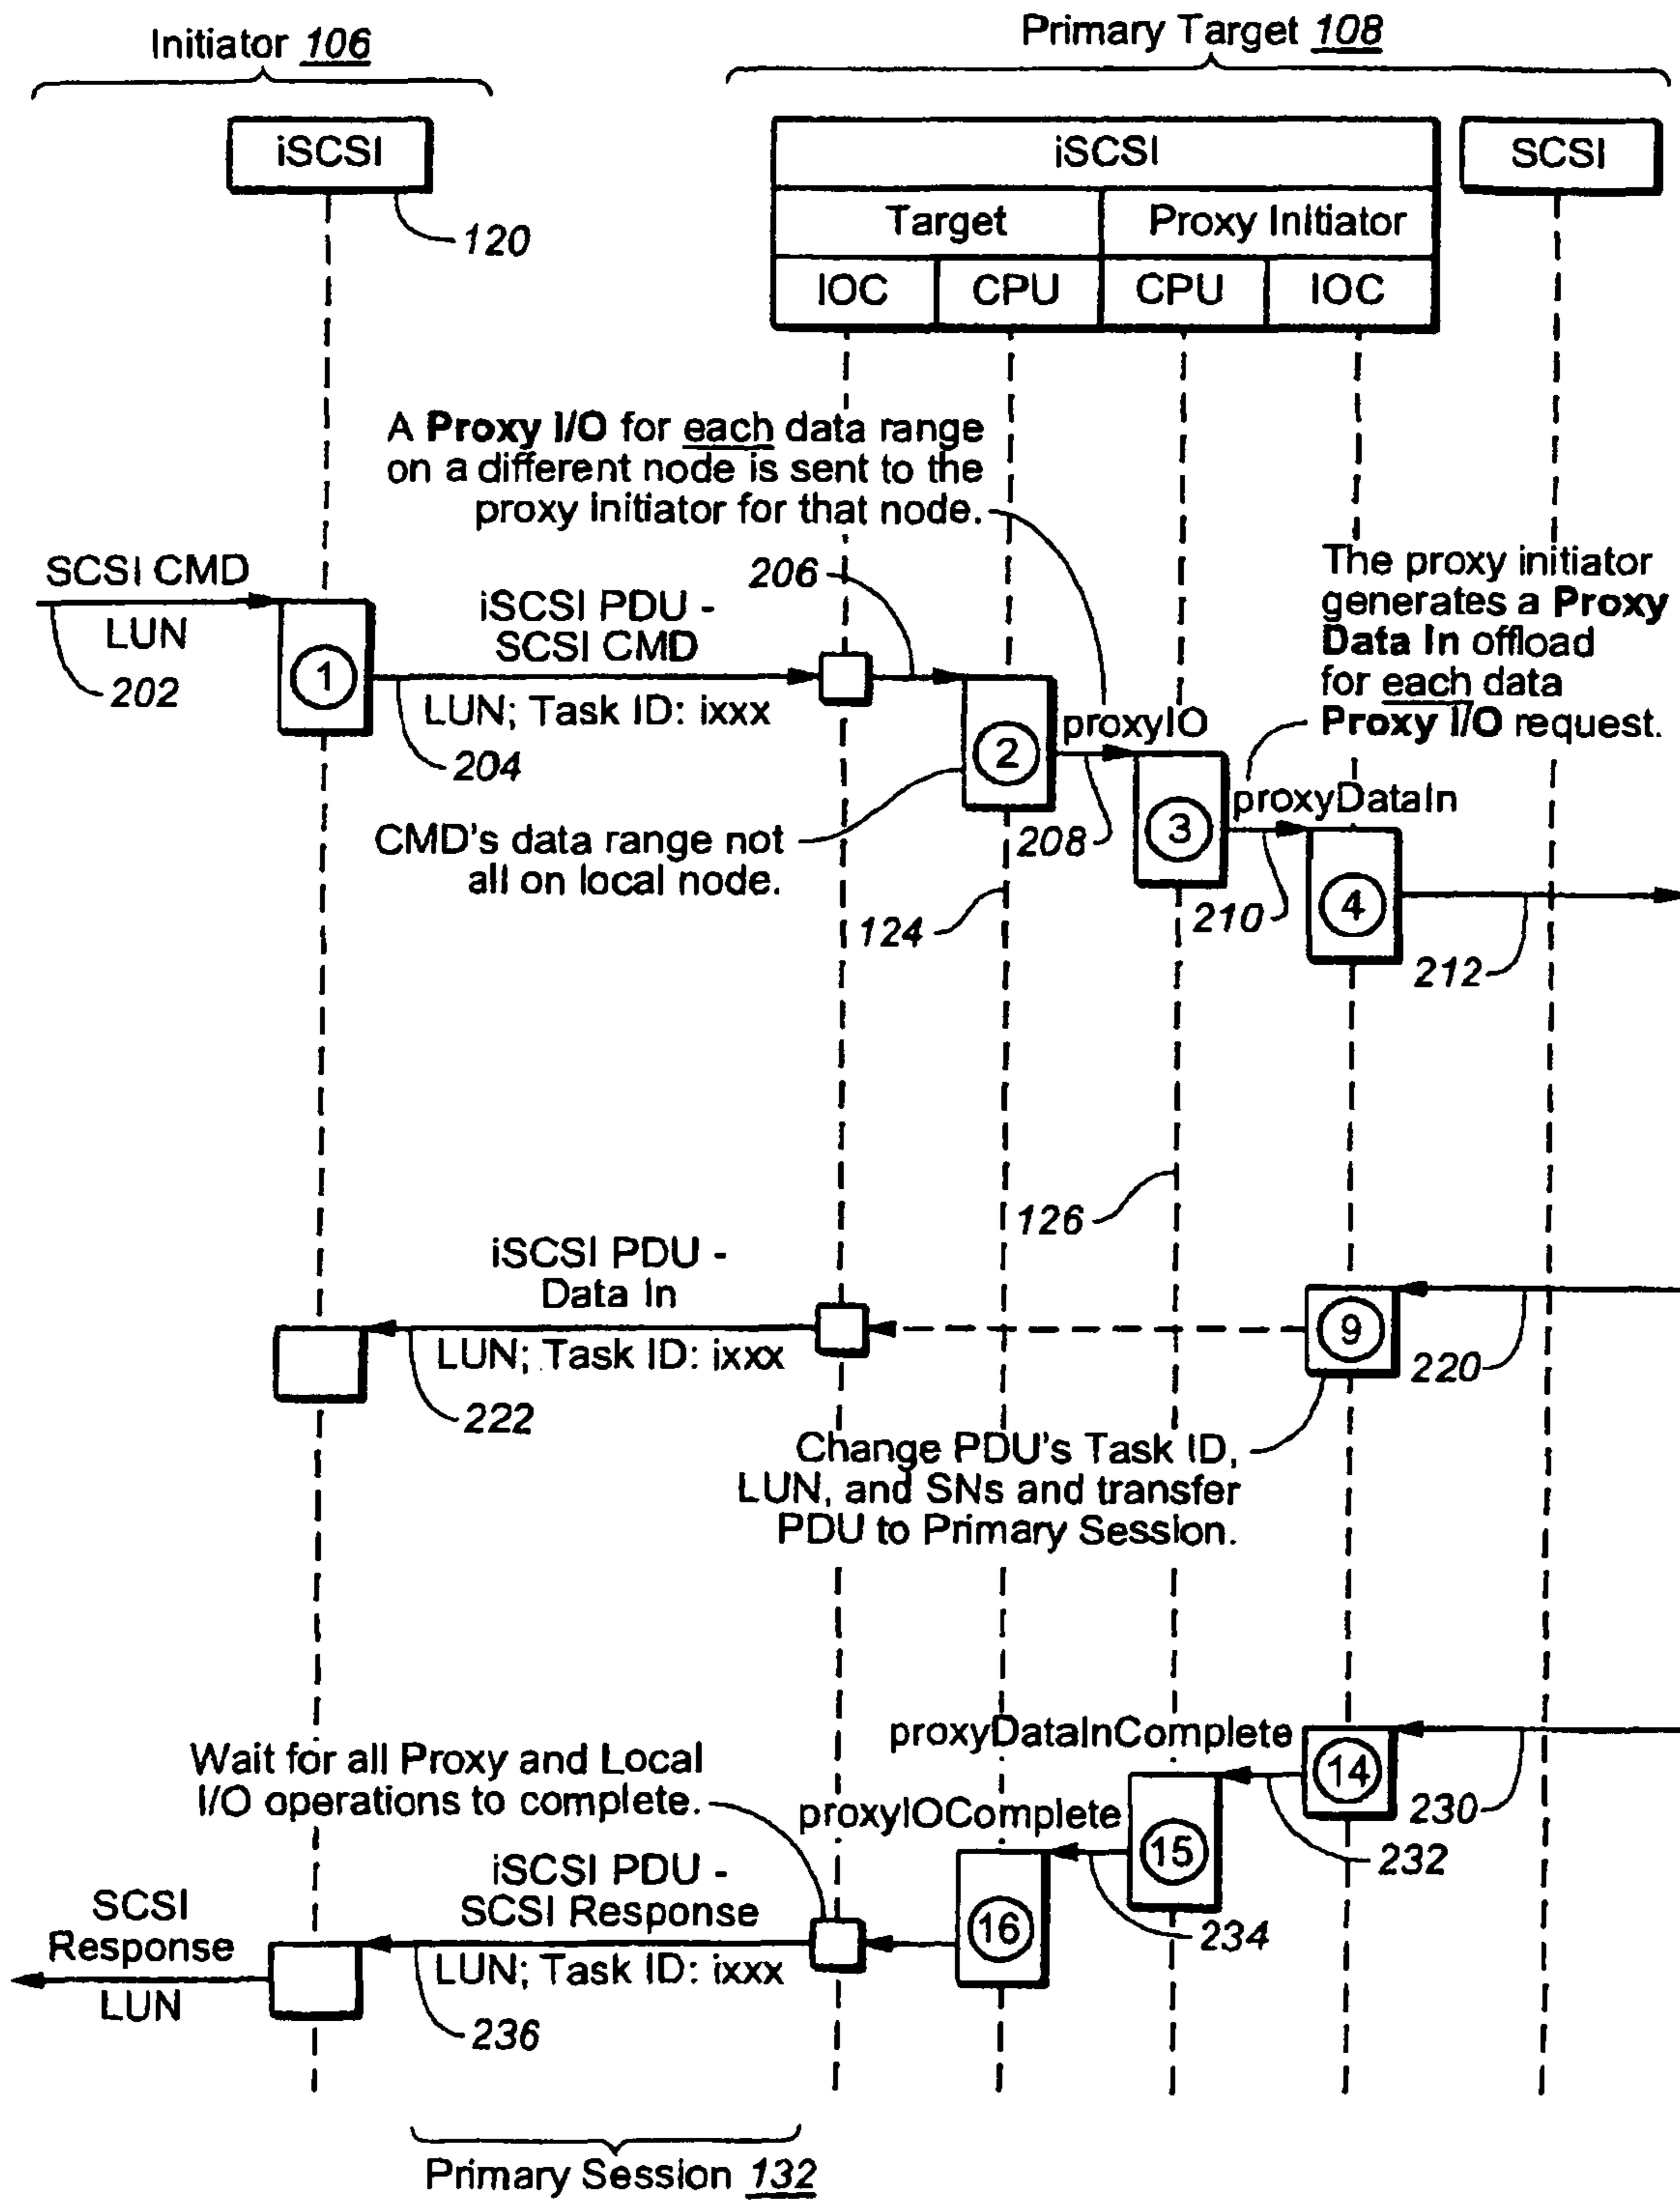 Initiator 106
Primary Target 108
iSCSI
iSCSI
SCSI
120
Target
Proxy Initiator
IOC
CPU
CPU
IOC
A Proxy I/O for each data range
on a different node is sent to the
proxy Initiator for that node.
The proxy initiator
generates a Proxy
Data In offload
for each data
Proxy I/O request.
SCSI CMD
LUN
202
206
iSCSI PDU -
SCSI CMD
LUN; Task ID: ixxx
204
1
2
proxyIO
208
3
proxyDataIn
210
4
212
CMD's data range not
all on local node.
124
126
iSCSI PDU -
Data In
LUN; Task ID: ixxx
222
9
220
Change PDU's Task ID,
LUN, and SNs and transfer
PDU to Primary Session.
proxyDataInComplete
14
230
Wait for all Proxy and Local
I/O operations to complete.
proxyIOComplete
15
232
iSCSI PDU -
SCSI Response
LUN; Task ID: ixxx
16
234
SCSI
Response
LUN
236
Primary Session 132